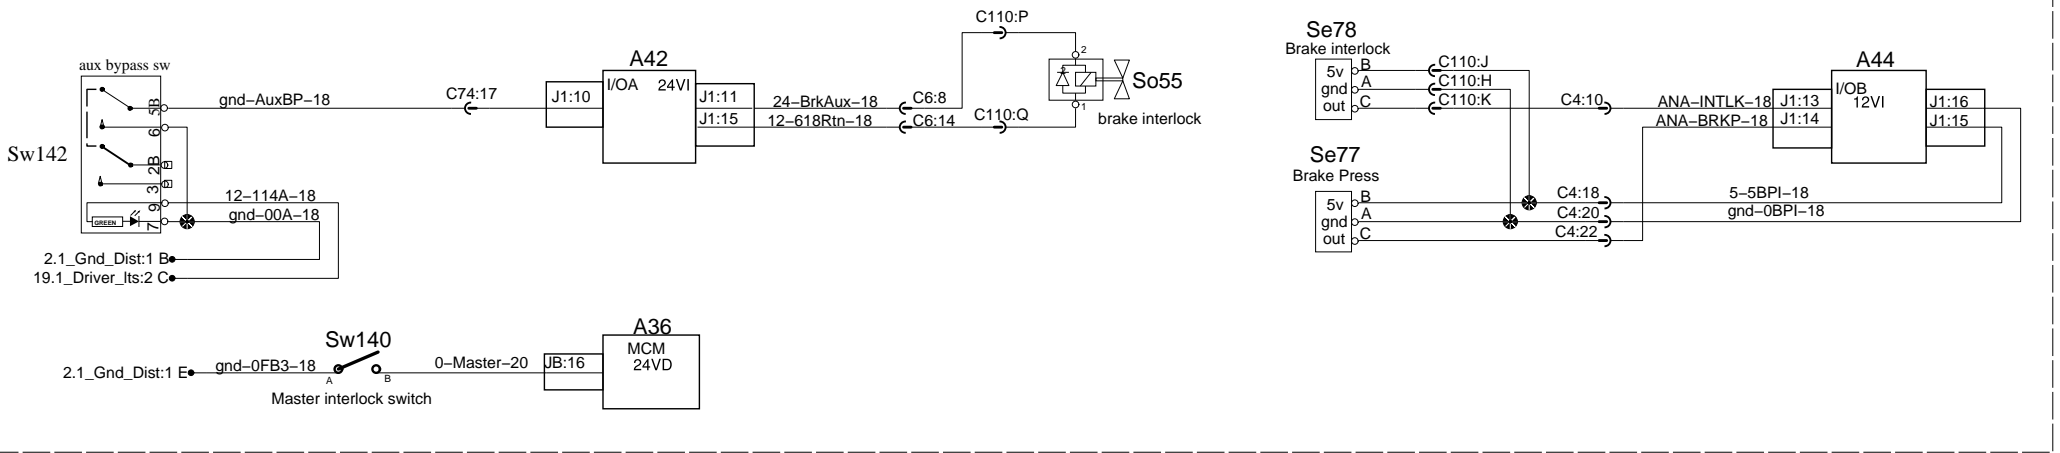 aux bypass sw
Sw142
5B
6
2B
3
9
7
GREEN
gnd-AuxBP-18
C74:17
12-114A-18
gnd-00A-18
2.1_Gnd_Dist:1 B
19.1_Driver_lts:2 C
A42
I/OA 24VI
J1:10
J1:11
J1:15
24-BrkAux-18
12-618Rtn-18
C6:8
C6:14
C110:P
C110:Q
2
1
So55
brake interlock
Se78
Brake interlock
5v B
gnd A
out C
C110:J
C110:H
C110:K
C4:10
ANA-INTLK-18
ANA-BRKP-18
A44
I/OB
12VI
J1:13
J1:14
J1:16
J1:15
Se77
Brake Press
5v B
gnd A
out C
C4:18
C4:20
C4:22
5-5BPI-18
gnd-0BPI-18
2.1_Gnd_Dist:1 E
gnd-0FB3-18
Sw140
A
B
Master interlock switch
0-Master-20
JB:16
A36
MCM
24VD